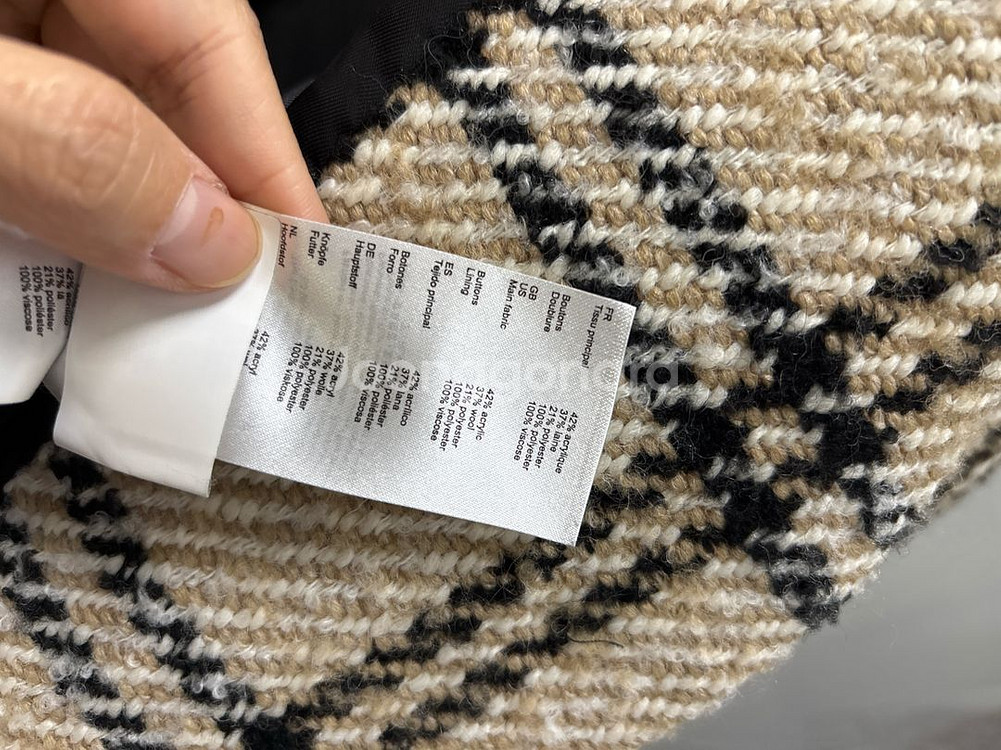 FR
Tissu principal 42% acrylique
37% laine
21% polyester
Boutons 100% polyester
Doublure 100% viscose
GB
US
Main fabric 42% acrylic
37% wool
21% polyester
Buttons 100% polyester
Lining 100% viscose
ES
Tejido principal 42% acrílico
37% lana
21% poliéster
Botones 100% poliéster
Forro 100% viscosa
DE
Hauptstoff 42% acryl
37% wolle
21% polyester
Knöpfe 100% polyester
Futter 100% viskose
NL
Hoofdstof 42% acryl
37% lã
21% poliéster
100% poliéster
100% viscose